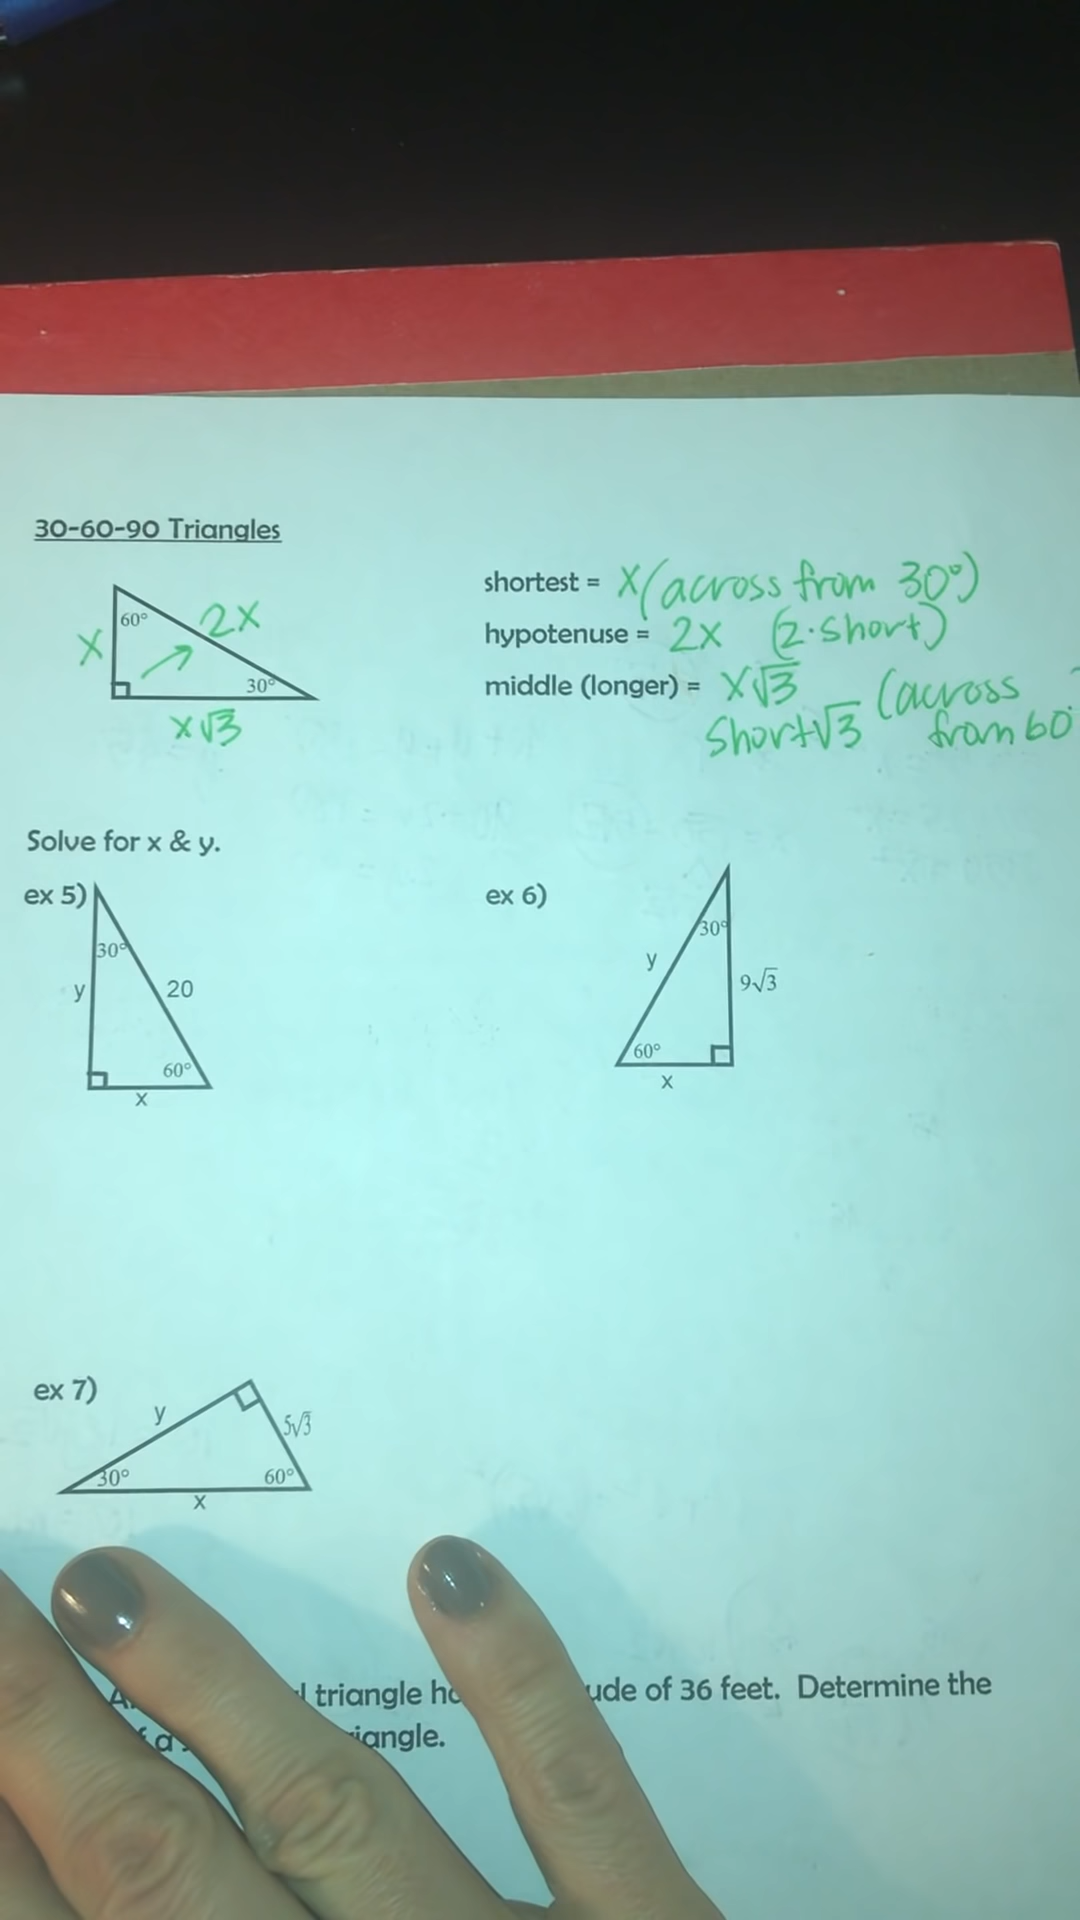 30-60-90 Triangles
60°
30°
X
2X
X√3
shortest = X (across from 30°)
hypotenuse = 2X (2·short)
middle (longer) = X√3
short√3 (across
from 60
Solve for x & y.
ex 5)
30°
y
20
60°
x
ex 6)
30°
y
9√3
60°
x
ex 7)
y
5√3
30°
60°
x
triangle of 36 feet. Determine the